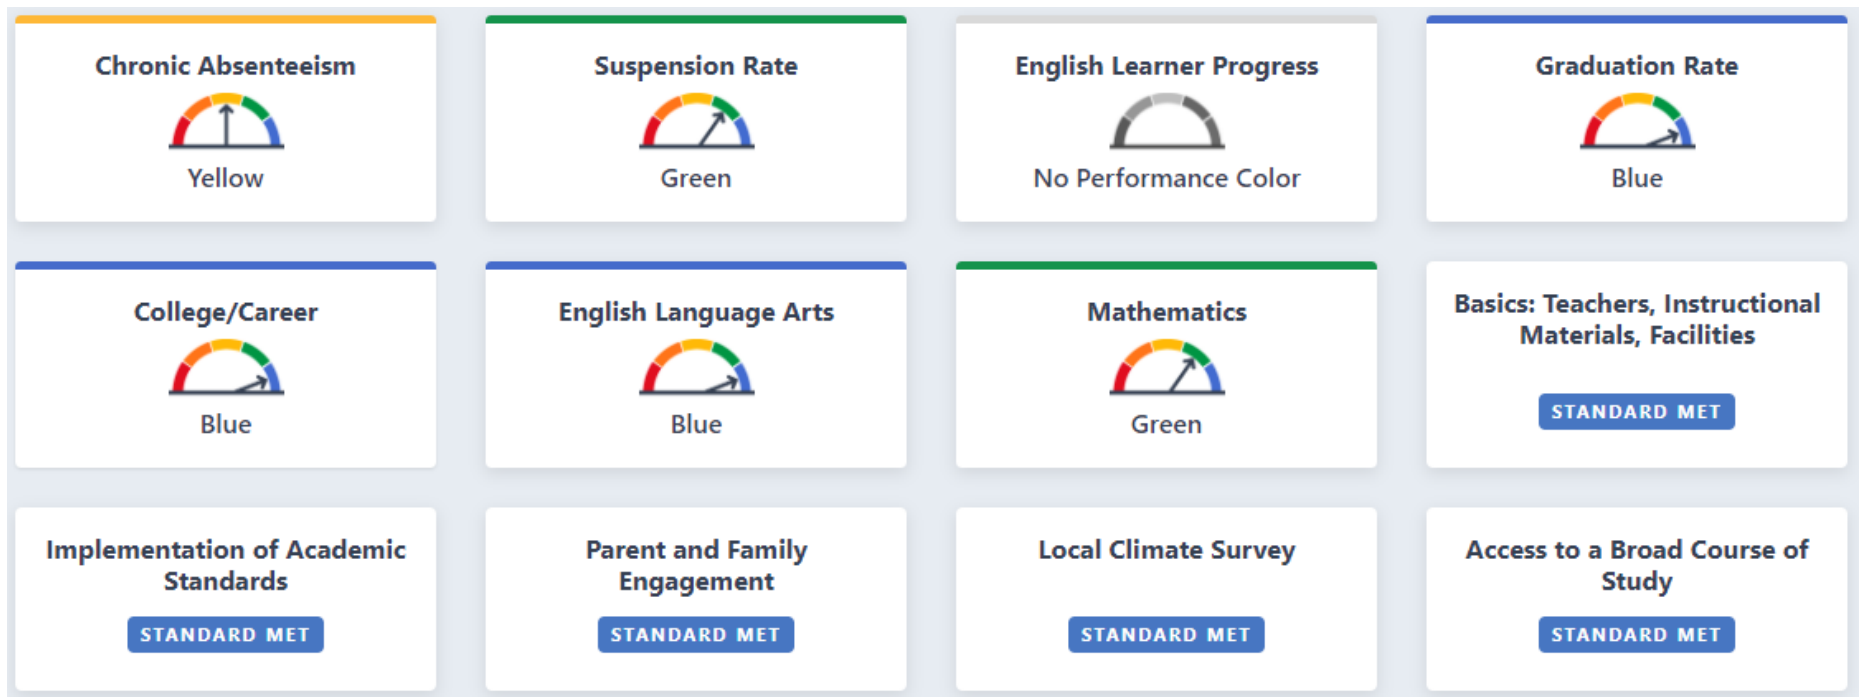 Chronic Absenteeism
Yellow
Suspension Rate
Green
English Learner Progress
No Performance Color
Graduation Rate
Blue
College/Career
Blue
English Language Arts
Blue
Mathematics
Green
Basics: Teachers, Instructional
Materials, Facilities
STANDARD MET
Implementation of Academic
Standards
STANDARD MET
Parent and Family
Engagement
STANDARD MET
Local Climate Survey
STANDARD MET
Access to a Broad Course of
Study
STANDARD MET